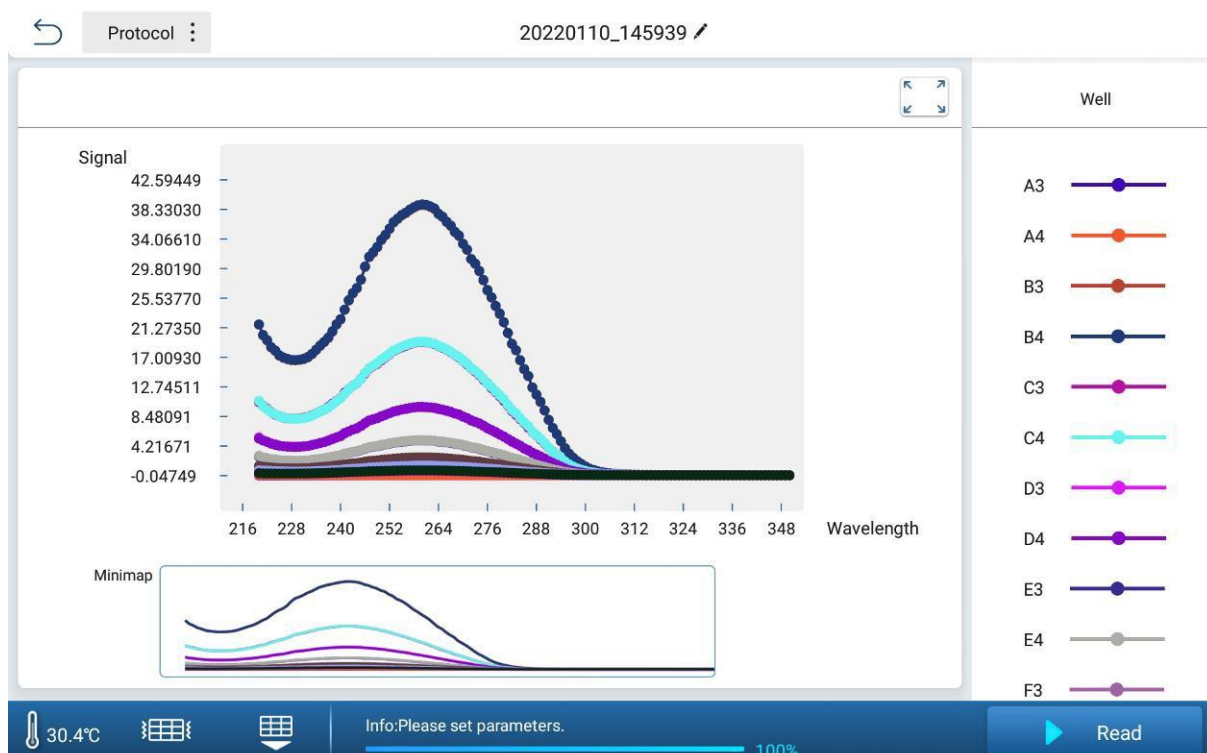 Protocol
20220110_145939
Well
Signal
42.59449
38.33030
34.06610
29.80190
25.53770
21.27350
17.00930
12.74511
8.48091
4.21671
-0.04749
216 228 240 252 264 276 288 300 312 324 336 348 Wavelength
Minimap
A3
A4
B3
B4
C3
C4
D3
D4
E3
E4
F3
30.4℃
Info:Please set parameters.
100%
Read